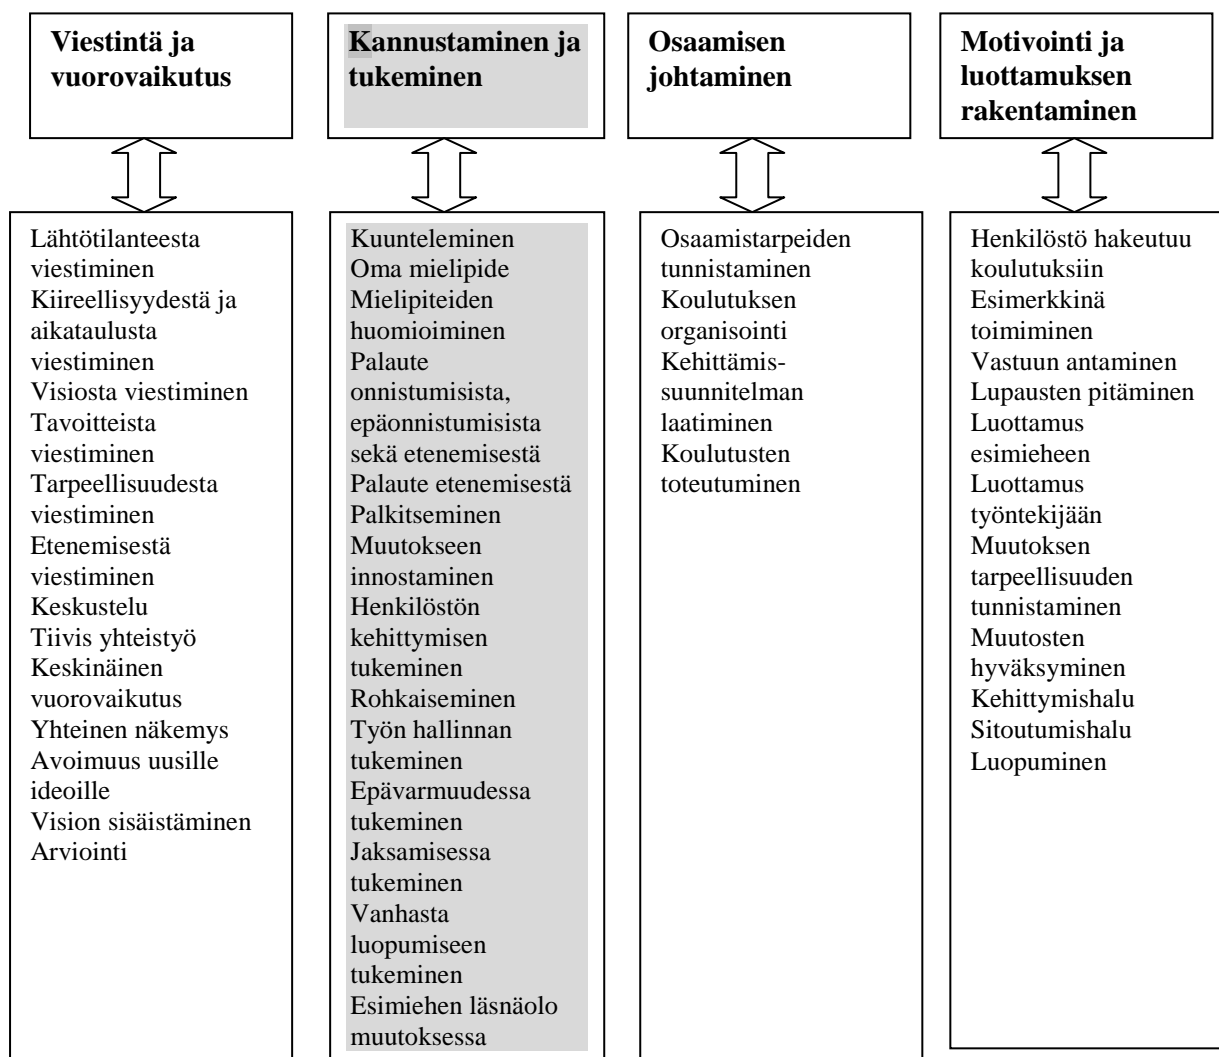 Viestintä ja
vuorovaikutus
Lähtötilanteesta
viestiminen
Kiireellisyydestä ja
aikataulusta
viestiminen
Visiosta viestiminen
Tavoitteista
viestiminen
Tarpeellisuudesta
viestiminen
Etenemisestä
viestiminen
Keskustelu
Tiivis yhteistyö
Keskinäinen
vuorovaikutus
Yhteinen näkemys
Avoimuus uusille
ideoille
Vision sisäistäminen
Arviointi
Kannustaminen ja
tukeminen
Kuunteleminen
Oma mielipide
Mielipiteiden
huomioiminen
Palaute
onnistumisista,
epäonnistumisista
sekä etenemisestä
Palaute etenemisestä
Palkitseminen
Muutokseen
innostaminen
Henkilöstön
kehittymisen
tukeminen
Rohkaiseminen
Työn hallinnan
tukeminen
Epävarmuudessa
tukeminen
Jaksamisessa
tukeminen
Vanhasta
luopumiseen
tukeminen
Esimiehen läsnäolo
muutoksessa
Osaamisen
johtaminen
Osaamistarpeiden
tunnistaminen
Koulutuksen
organisointi
Kehittämis-
suunnitelman
laatiminen
Koulutusten
toteutuminen
Motivointi ja
luottamuksen
rakentaminen
Henkilöstö hakeutuu
koulutuksiin
Esimerkkinä
toimiminen
Vastuun antaminen
Lupausten pitäminen
Luottamus
esimieheen
Luottamus
työntekijään
Muutoksen
tarpeellisuuden
tunnistaminen
Muutosten
hyväksyminen
Kehittymishalu
Sitoutumishalu
Luopuminen